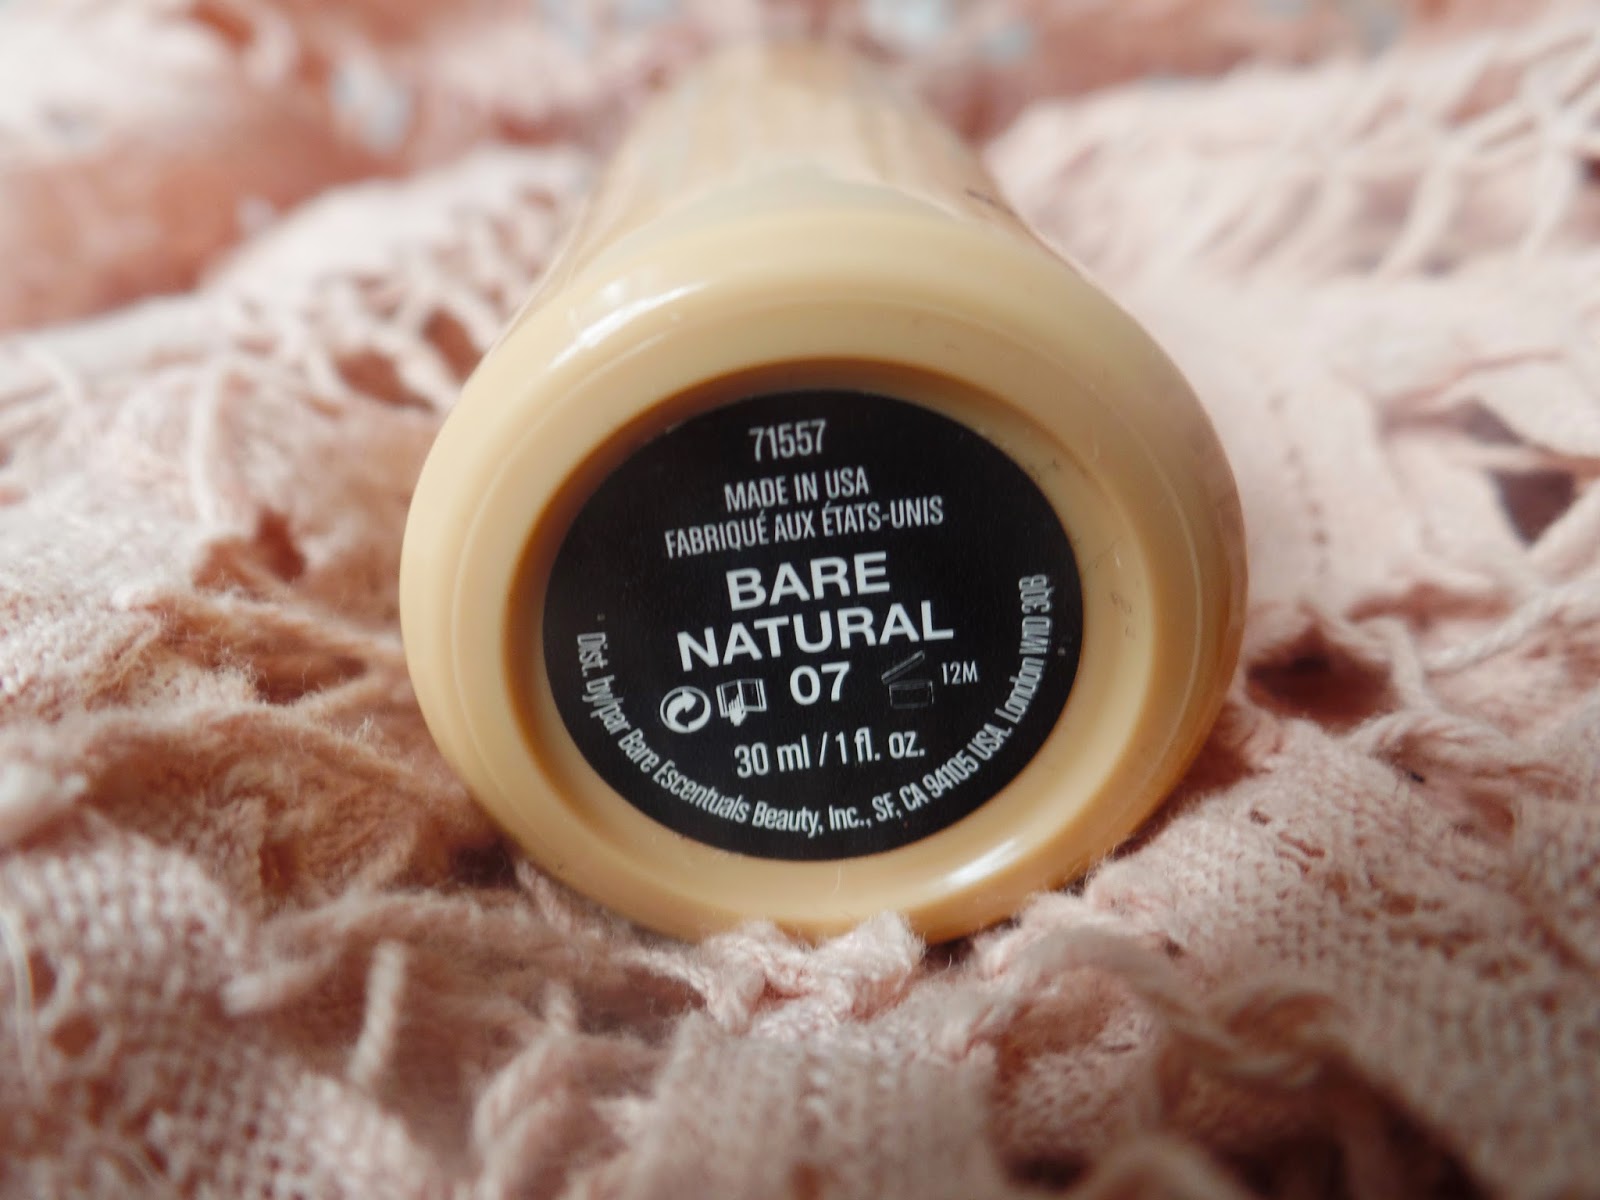 71557
MADE IN USA
FABRIQUÉ AUX ÉTATS-UNIS
BARE
NATURAL
07
12M
30 ml / 1 fl. oz.
Dist. by/par Bare Escentuals Beauty, Inc., SF, CA 94105 USA. London W1D 3QB